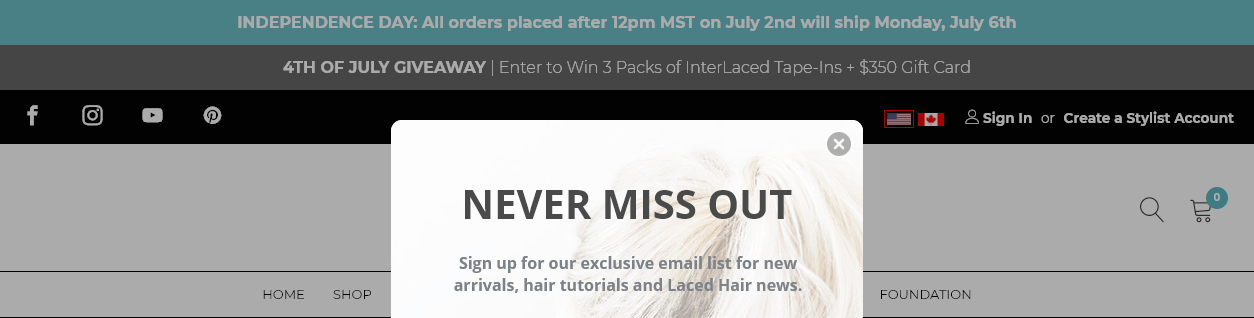 INDEPENDENCE DAY: All orders placed after 12pm MST on July 2nd will ship Monday, July 6th
4TH OF JULY GIVEAWAY | Enter to Win 3 Packs of InterLaced Tape-Ins + $350 Gift Card
Sign In or Create a Stylist Account
NEVER MISS OUT
0
Sign up for our exclusive email list for new
arrivals, hair tutorials and Laced Hair news.
HOME SHOP FOUNDATION